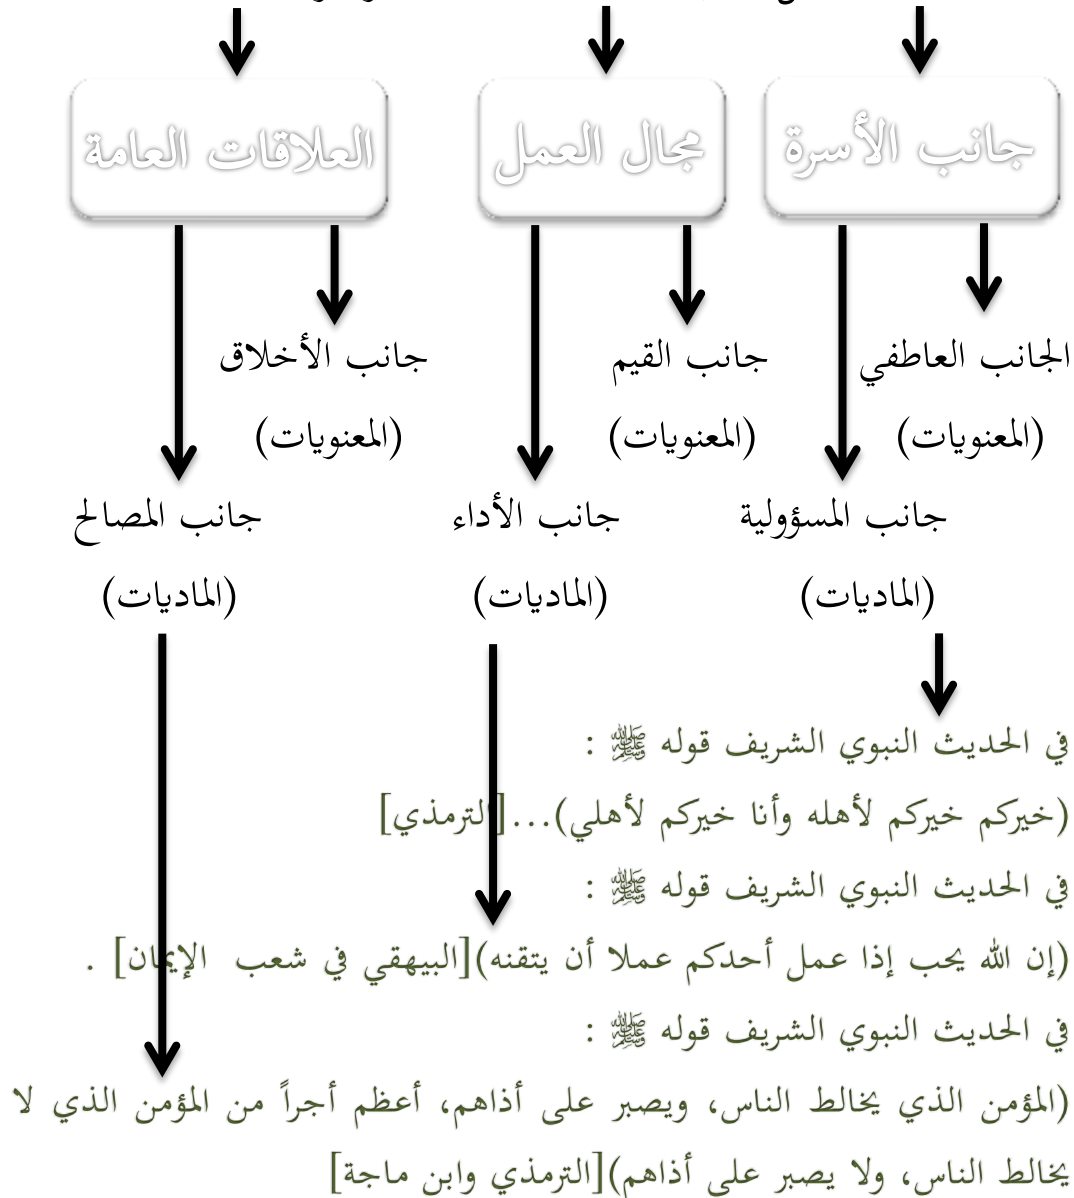 جانب الأسرة
مجال العمل
العلاقات العامة
الجانب العاطفي
(المعنويات)
جانب القيم
(المعنويات)
جانب الأخلاق
(المعنويات)
جانب المسؤولية
(الماديات)
جانب الأداء
(الماديات)
جانب المصالح
(الماديات)
في الحديث النبوي الشريف قوله ﷺ :
(خيركم خيركم لأهله وأنا خيركم لأهلي)...[الترمذي]
في الحديث النبوي الشريف قوله ﷺ :
(إن الله يحب إذا عمل أحدكم عملا أن يتقنه)[البيهقي في شعب الإيمان] .
في الحديث النبوي الشريف قوله ﷺ :
(المؤمن الذي يخالط الناس، ويصبر على أذاهم، أعظم أجراً من المؤمن الذي لا
يخالط الناس، ولا يصبر على أذاهم)[الترمذي وابن ماجة]